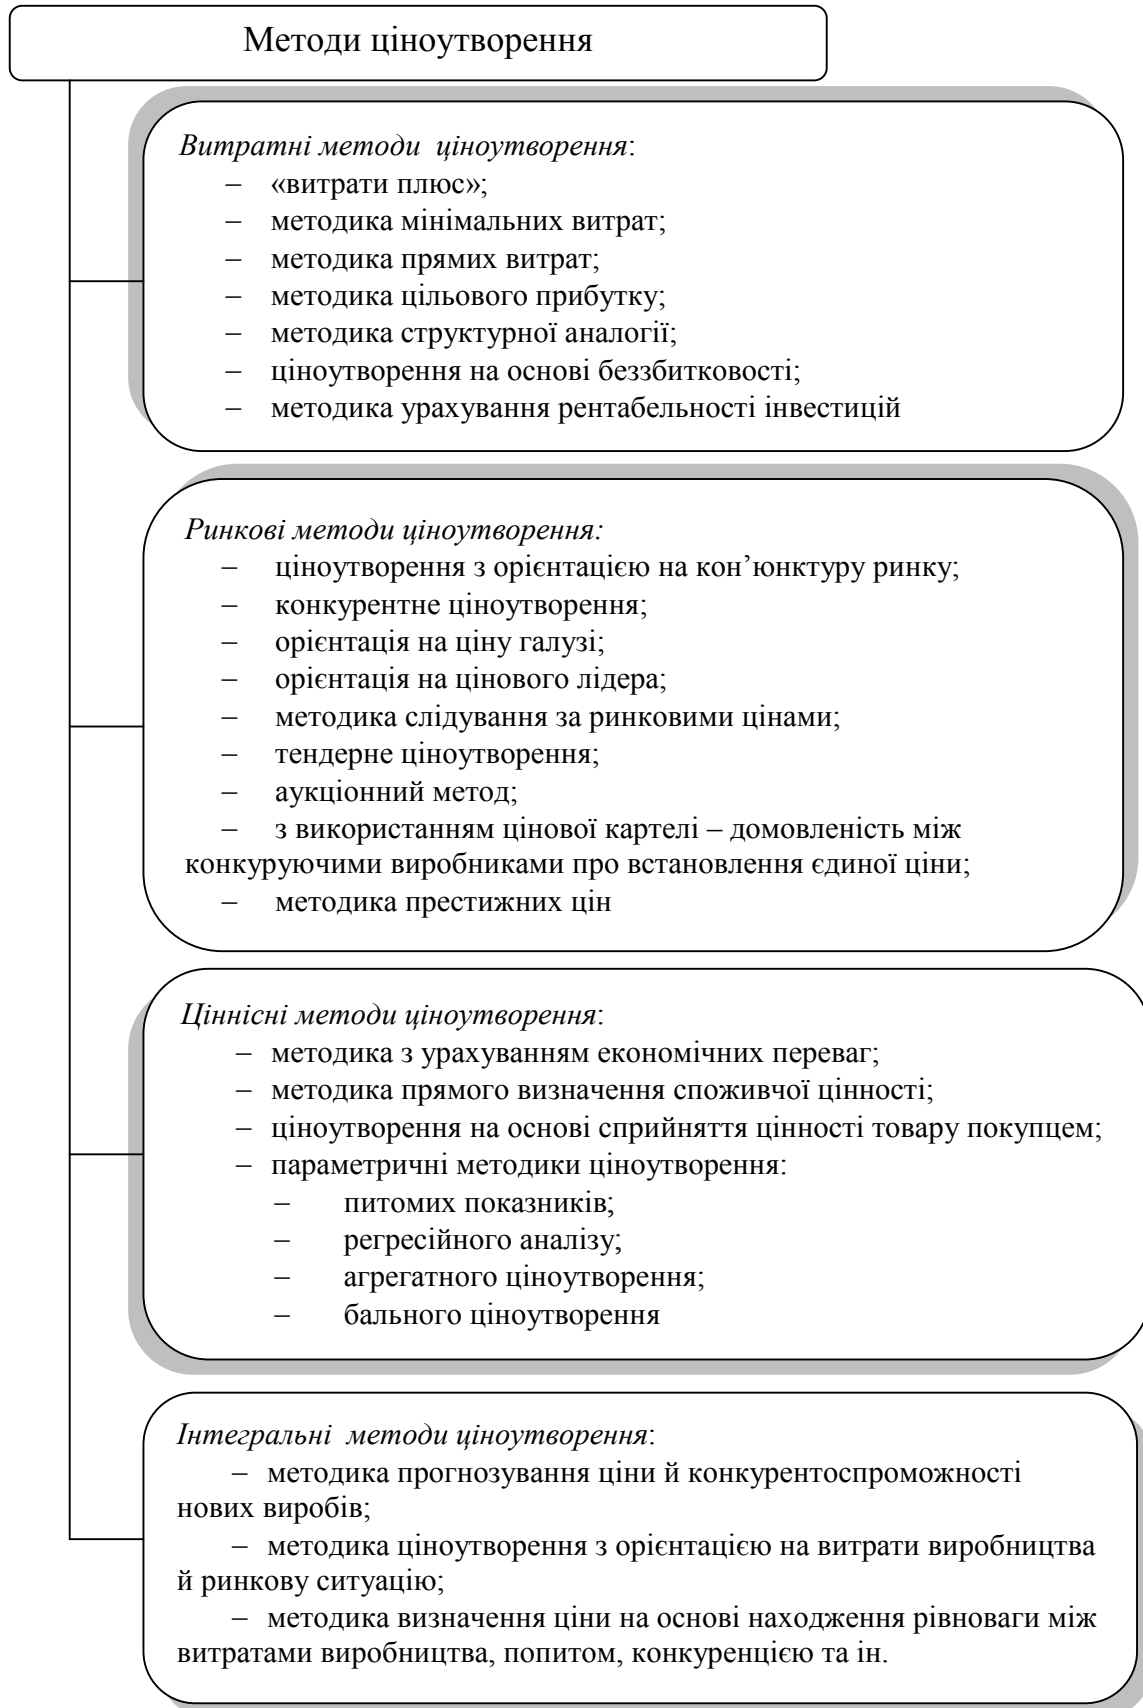 Методи ціноутворення
Витратні методи ціноутворення:
– «витрати плюс»;
– методика мінімальних витрат;
– методика прямих витрат;
– методика цільового прибутку;
– методика структурної аналогії;
– ціноутворення на основі беззбитковості;
– методика урахування рентабельності інвестицій
Ринкові методи ціноутворення:
– ціноутворення з орієнтацією на кон’юнктуру ринку;
– конкурентне ціноутворення;
– орієнтація на ціну галузі;
– орієнтація на цінового лідера;
– методика слідування за ринковими цінами;
– тендерне ціноутворення;
– аукціонний метод;
– з використанням цінової картелі – домовленість між
конкуруючими виробниками про встановлення єдиної ціни;
– методика престижних цін
Ціннісні методи ціноутворення:
– методика з урахуванням економічних переваг;
– методика прямого визначення споживчої цінності;
– ціноутворення на основі сприйняття цінності товару покупцем;
– параметричні методики ціноутворення:
– питомих показників;
– регресійного аналізу;
– агрегатного ціноутворення;
– бального ціноутворення
Інтегральні методи ціноутворення:
– методика прогнозування ціни й конкурентоспроможності
нових виробів;
– методика ціноутворення з орієнтацією на витрати виробництва
й ринкову ситуацію;
– методика визначення ціни на основі находження рівноваги між
витратами виробництва, попитом, конкуренцією та ін.